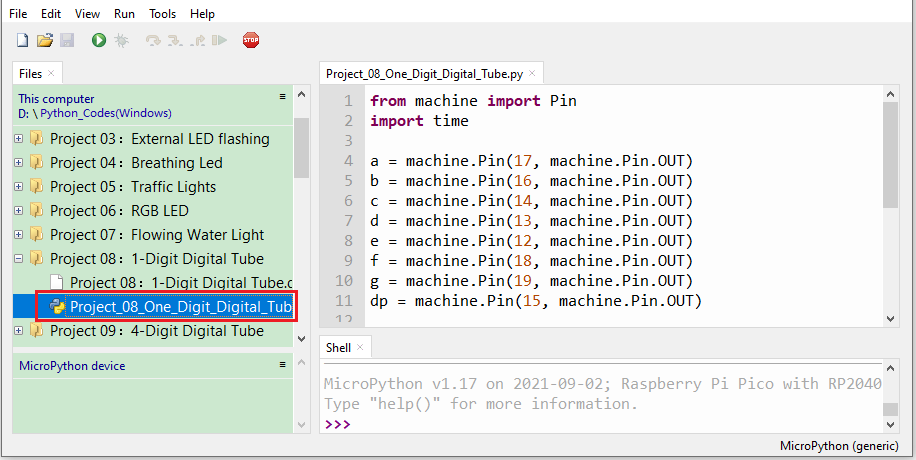 File Edit View Run Tools Help
STOP
Files ×
This computer
D: \ Python_Codes(Windows)
Project 03：External LED flashing
Project 04：Breathing Led
Project 05：Traffic Lights
Project 06：RGB LED
Project 07：Flowing Water Light
Project 08：1-Digit Digital Tube
Project 08：1-Digit Digital Tube.c
Project_08_One_Digit_Digital_Tub
Project 09：4-Digit Digital Tube
MicroPython device
Project_08_One_Digit_Digital_Tube.py ×
1 from machine import Pin
2 import time
3
4 a = machine.Pin(17, machine.Pin.OUT)
5 b = machine.Pin(16, machine.Pin.OUT)
6 c = machine.Pin(14, machine.Pin.OUT)
7 d = machine.Pin(13, machine.Pin.OUT)
8 e = machine.Pin(12, machine.Pin.OUT)
9 f = machine.Pin(18, machine.Pin.OUT)
10 g = machine.Pin(19, machine.Pin.OUT)
11 dp = machine.Pin(15, machine.Pin.OUT)
12
Shell ×
MicroPython v1.17 on 2021-09-02; Raspberry Pi Pico with RP2040
Type "help()" for more information.
>>>
MicroPython (generic)